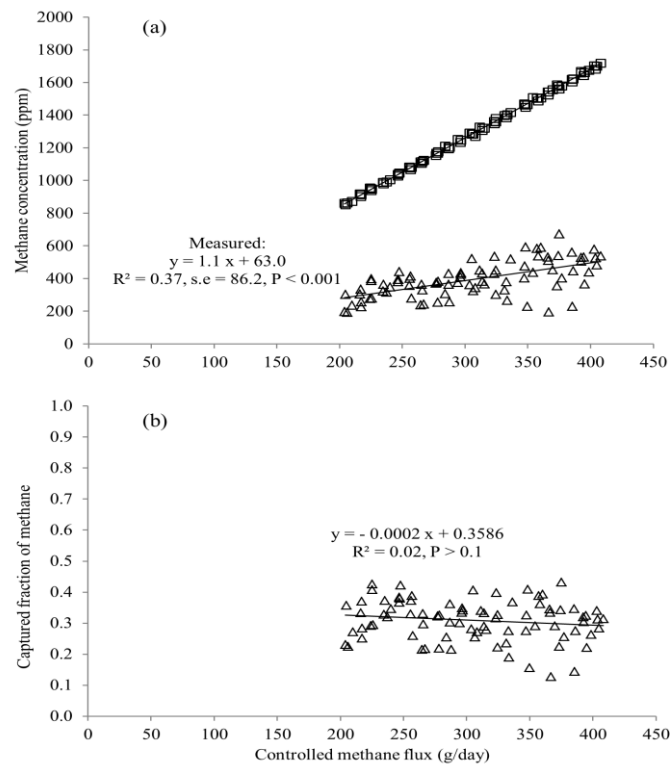 (a)
Methane concentration (ppm)
2000
1800
1600
1400
1200
1000
800
600
400
200
0
Measured:
y = 1.1 x + 63.0
R² = 0.37, s.e = 86.2, P < 0.001
0 50 100 150 200 250 300 350 400 450
(b)
Captured fraction of methane
1.0
0.9
0.8
0.7
0.6
0.5
0.4
0.3
0.2
0.1
0.0
y = - 0.0002 x + 0.3586
R² = 0.02, P > 0.1
0 50 100 150 200 250 300 350 400 450
Controlled methane flux (g/day)